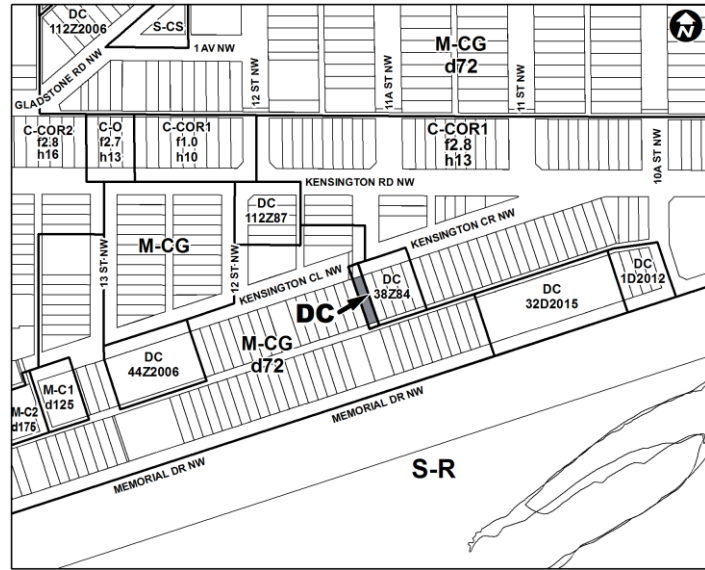 DC
112Z2006
S-CS
1 AV NW
GLADSTONE RD NW
M-CG
d72
N
12 ST NW
11A ST NW
11 ST NW
10A ST NW
C-COR2
f2.8
h16
C-O
f2.7
h13
C-COR1
f1.0
h10
C-COR1
f2.8
h13
KENSINGTON RD NW
DC
112Z87
M-CG
13 ST NW
12 ST NW
KENSINGTON CL NW
KENSINGTON CR NW
DC
38Z84
DC
DC
1D2012
DC
32D2015
M-CG
d72
DC
44Z2006
M-C1
d125
M-C2
d175
MEMORIAL DR NW
MEMORIAL DR NW
S-R